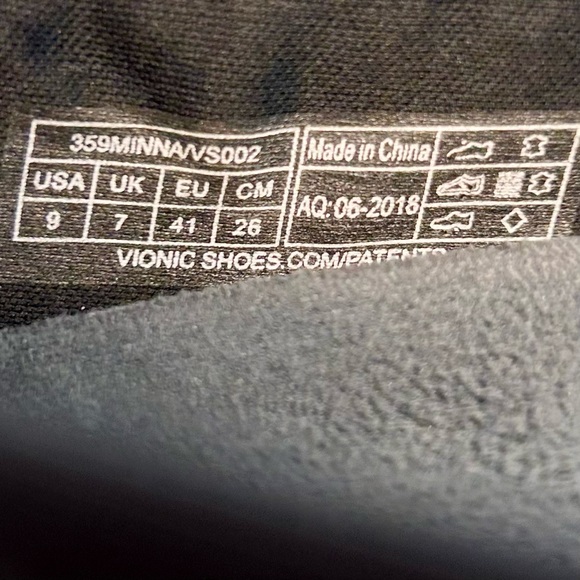 359MINNA/VS002
USA UK EU CM
9 7 41 26
Made in China
AQ: 06-2018
VIONIC SHOES.COM/PATENTS